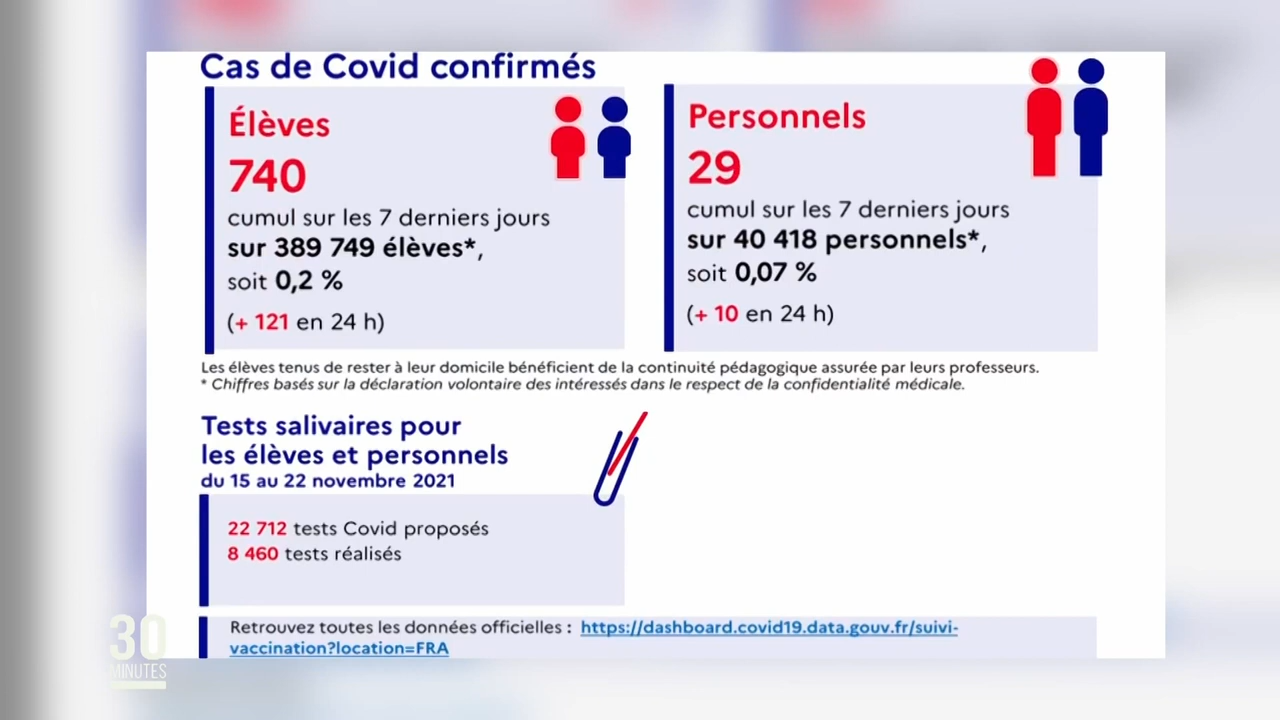 Cas de Covid confirmés
Élèves
740
cumul sur les 7 derniers jours
sur 389 749 élèves*,
soit 0,2 %
(+ 121 en 24 h)
Personnels
29
cumul sur les 7 derniers jours
sur 40 418 personnels*,
soit 0,07 %
(+ 10 en 24 h)
Les élèves tenus de rester à leur domicile bénéficient de la continuité pédagogique assurée par leurs professeurs.
* Chiffres basés sur la déclaration volontaire des intéressés dans le respect de la confidentialité médicale.
Tests salivaires pour
les élèves et personnels
du 15 au 22 novembre 2021
22 712 tests Covid proposés
8 460 tests réalisés
Retrouvez toutes les données officielles : https://dashboard.covid19.data.gouv.fr/suivi-
vaccination?location=FRA
30
MINUTES